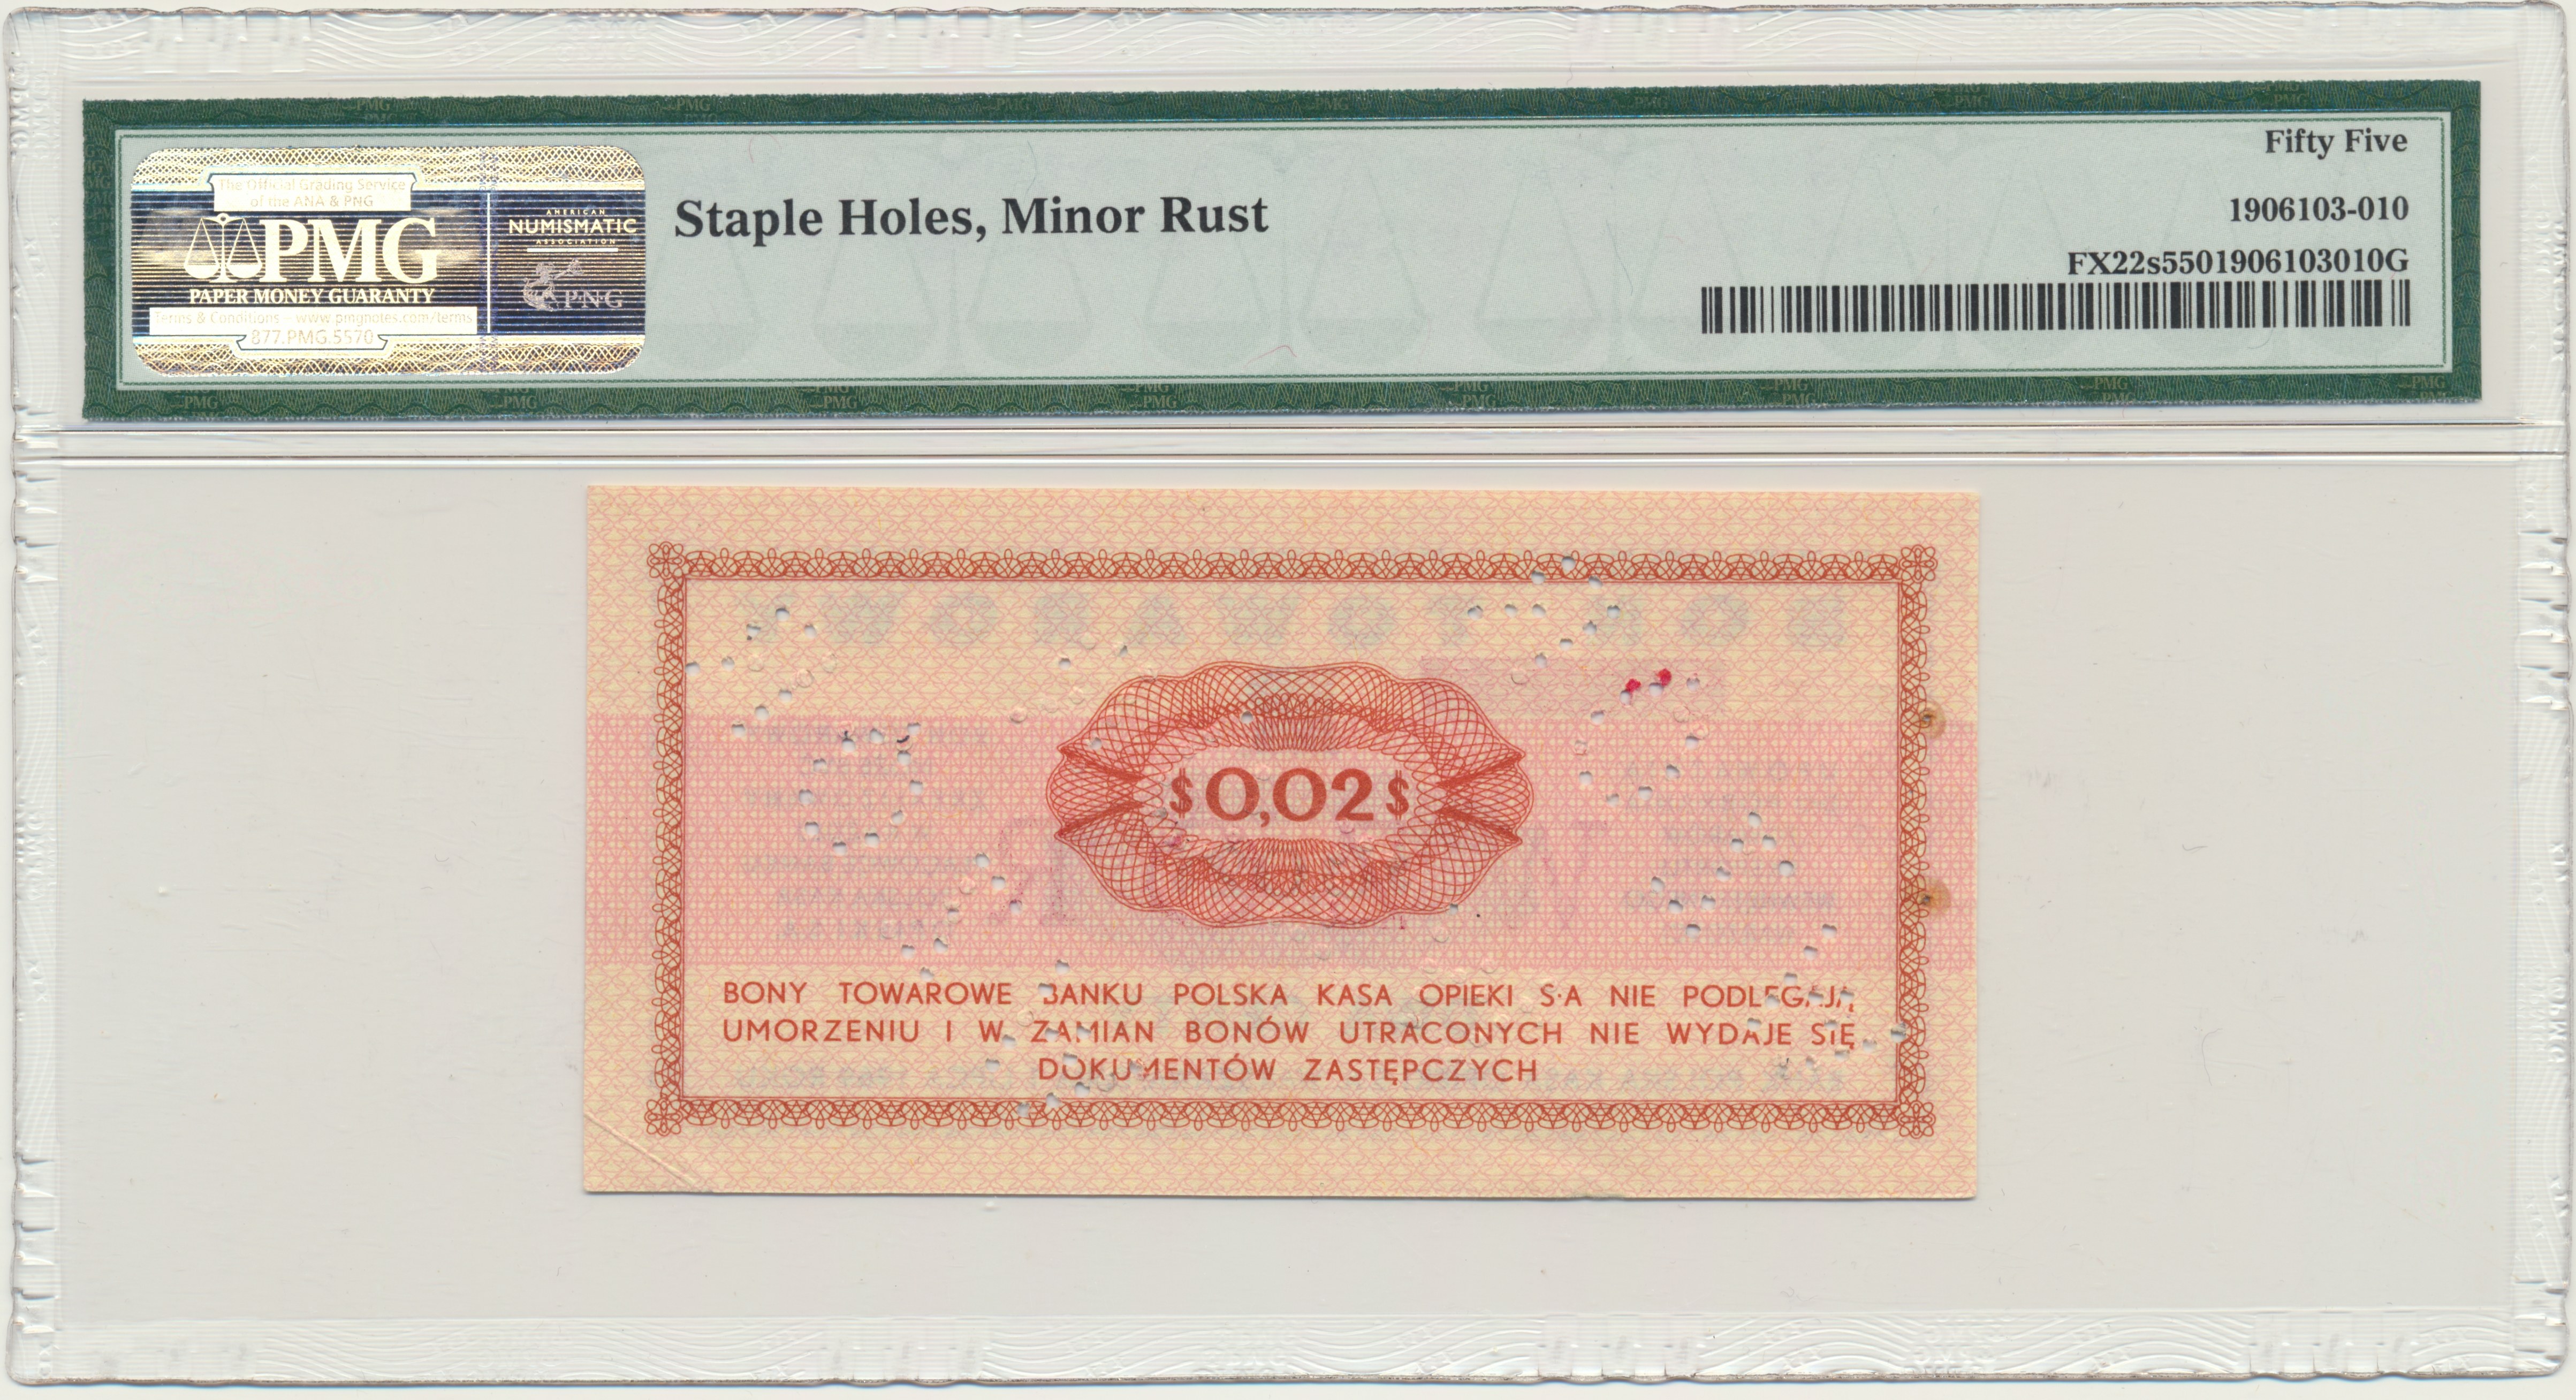 Fifty Five
The Official Grading Service
of the ANA & PNG
PMG
PAPER MONEY GUARANTY
Terms & Conditions - www.pmgnotes.com/terms
877.PMG.5570
AMERICAN
NUMISMATIC
ASSOCIATION
P·N·G
Staple Holes, Minor Rust
1906103-010
FX22s5501906103010G
$0,02$
BONY TOWAROWE BANKU POLSKA KASA OPIEKI S·A NIE PODLEGAJĄ
UMORZENIU I W ZAMIAN BONÓW UTRACONYCH NIE WYDAJE SIĘ
DOKUMENTÓW ZASTĘPCZYCH